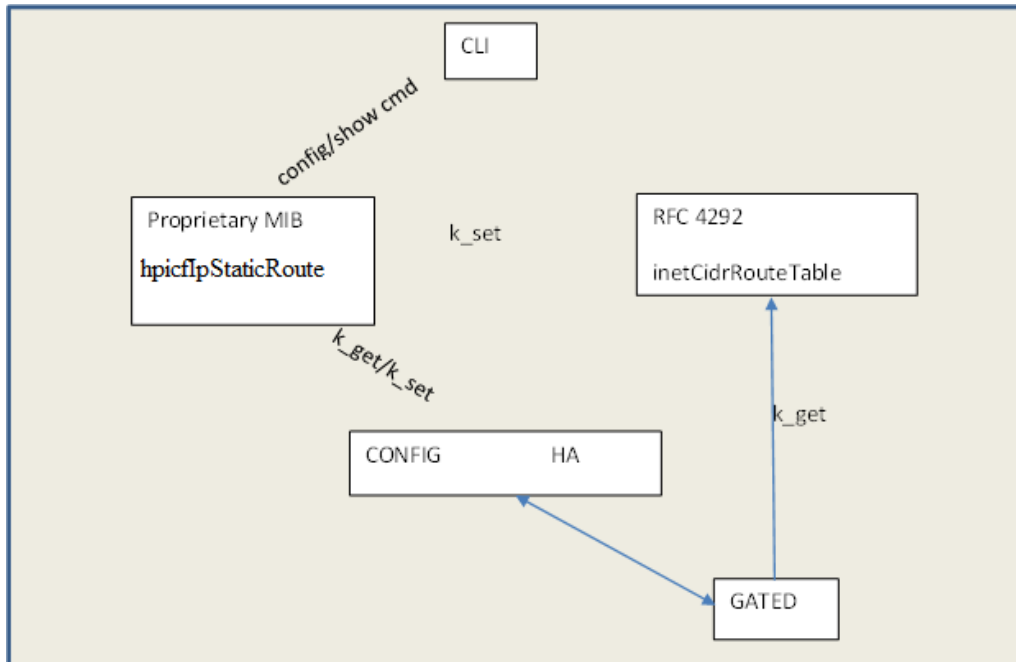 CLI
config/show cmd
Proprietary MIB
hpicfIpStaticRoute
k_set
RFC 4292
inetCidrRouteTable
k_get/k_set
k_get
CONFIG HA
GATED